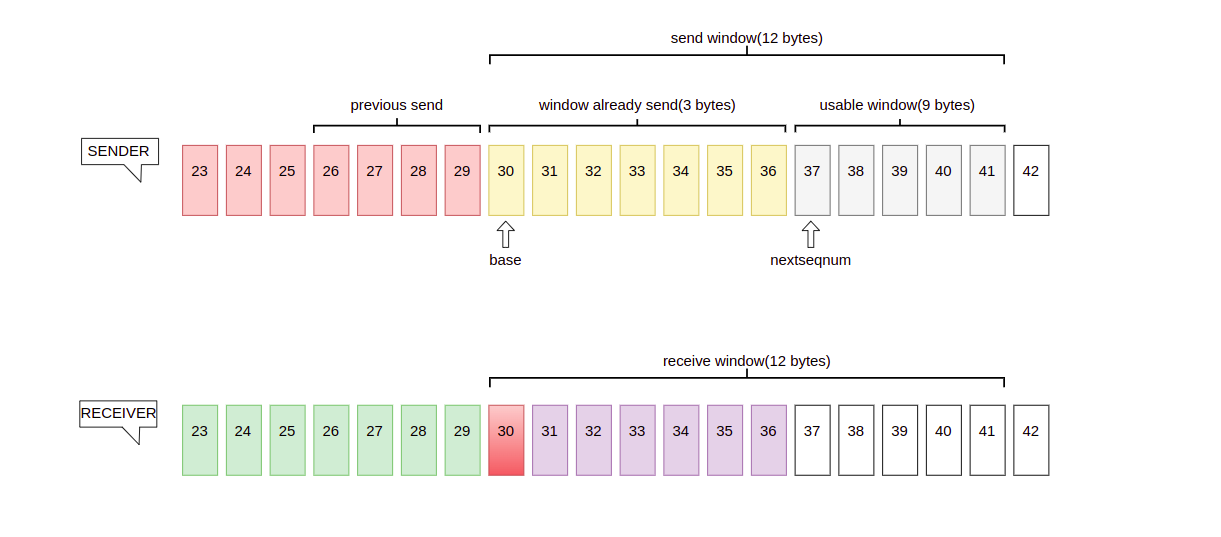 send window(12 bytes)
previous send
window already send(3 bytes)
usable window(9 bytes)
SENDER
23 24 25 26 27 28 29 30 31 32 33 34 35 36 37 38 39 40 41 42
base
nextseqnum
receive window(12 bytes)
RECEIVER
23 24 25 26 27 28 29 30 31 32 33 34 35 36 37 38 39 40 41 42